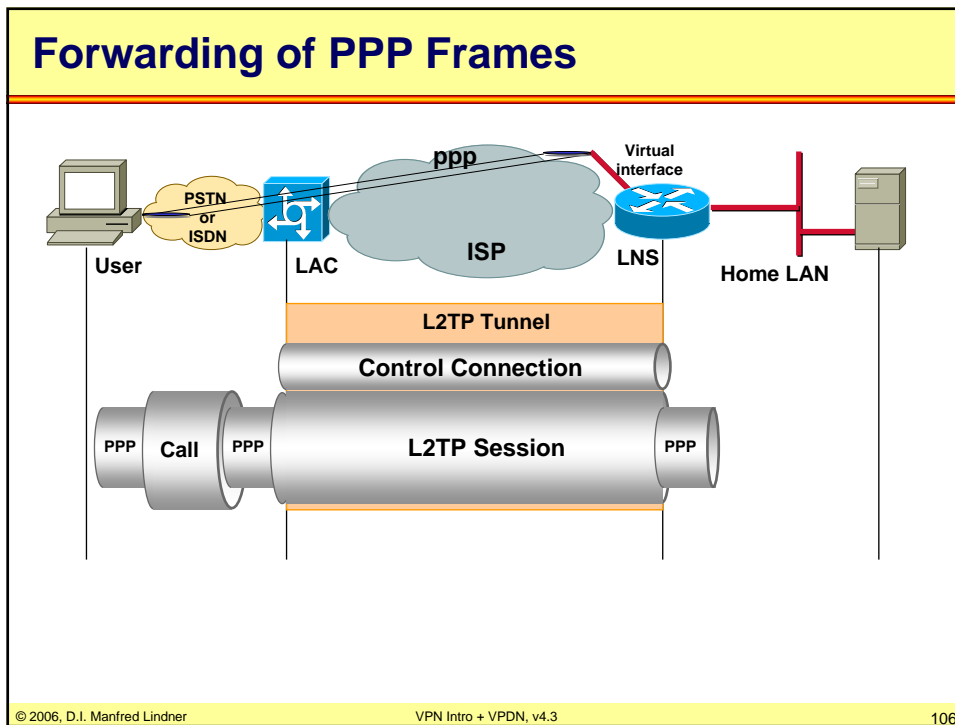 Forwarding of PPP Frames
ppp
Virtual
interface
PSTN
or
ISDN
ISP
User
LAC
LNS
Home LAN
L2TP Tunnel
Control Connection
PPP
Call
PPP
L2TP Session
PPP
© 2006, D.I. Manfred Lindner
VPN Intro + VPDN, v4.3
106